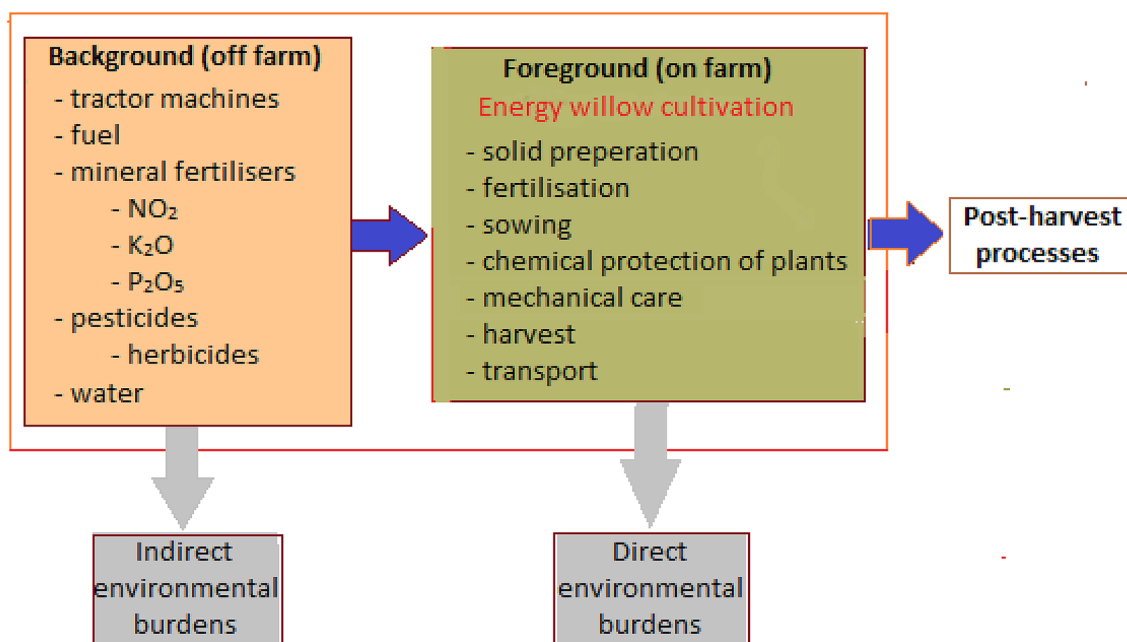 Background (off farm)
- tractor machines
- fuel
- mineral fertilisers
- NO₂
- K₂O
- P₂O₅
- pesticides
- herbicides
- water
Foreground (on farm)
Energy willow cultivation
- solid preperation
- fertilisation
- sowing
- chemical protection of plants
- mechanical care
- harvest
- transport
Post-harvest
processes
Indirect
environmental
burdens
Direct
environmental
burdens